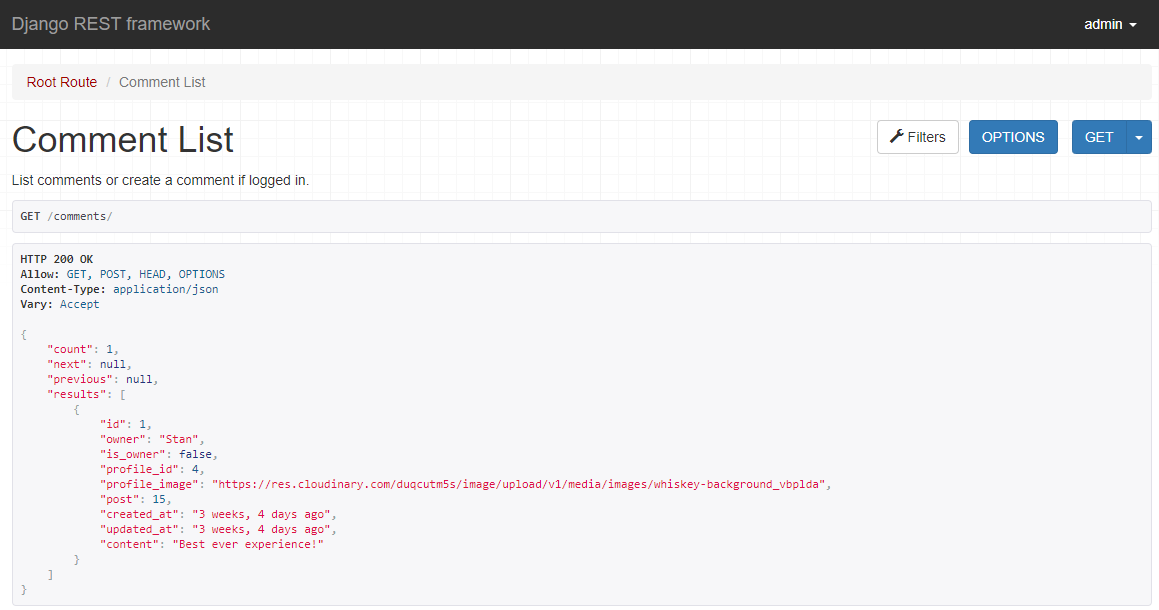 Django REST framework
admin
Root Route / Comment List
Comment List
Filters
OPTIONS
GET
List comments or create a comment if logged in.
GET /comments/
HTTP 200 OK
Allow: GET, POST, HEAD, OPTIONS
Content-Type: application/json
Vary: Accept
{
    "count": 1,
    "next": null,
    "previous": null,
    "results": [
        {
            "id": 1,
            "owner": "Stan",
            "is_owner": false,
            "profile_id": 4,
            "profile_image": "https://res.cloudinary.com/duqcutm5s/image/upload/v1/media/images/whiskey-background_vbplda",
            "post": 15,
            "created_at": "3 weeks, 4 days ago",
            "updated_at": "3 weeks, 4 days ago",
            "content": "Best ever experience!"
        }
    ]
}